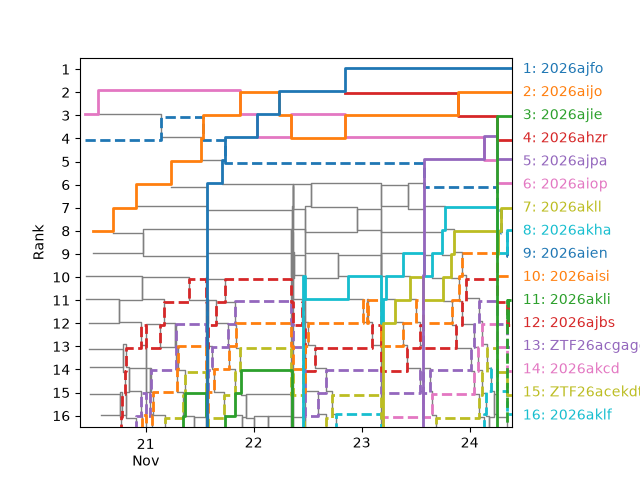 1
2
3
4
5
6
7
8
9
10
11
12
13
14
15
16
Rank
21
22
23
24
Nov
1: 2026ajfo
2: 2026aijo
3: 2026ajie
4: 2026ahzr
5: 2026ajpa
6: 2026aiop
7: 2026akll
8: 2026akha
9: 2026aien
10: 2026aisi
11: 2026akli
12: 2026ajbs
13: ZTF26acgag
14: 2026akcd
15: ZTF26acekd
16: 2026aklf